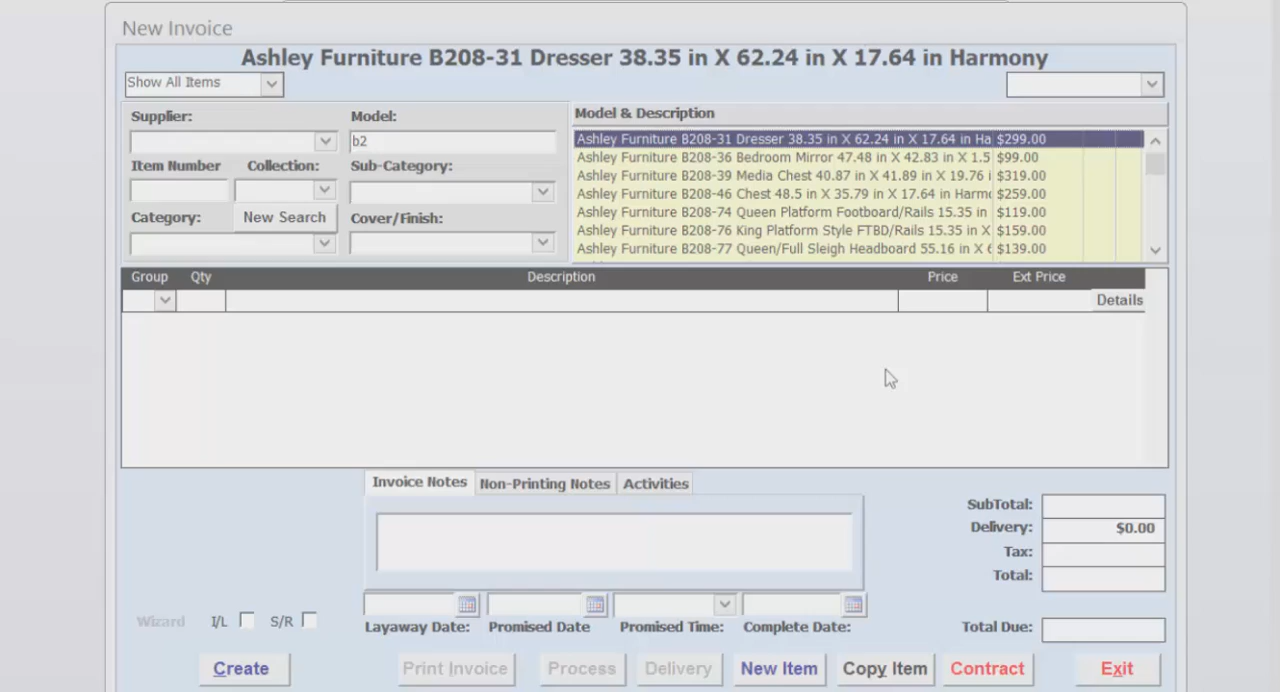 New Invoice
Ashley Furniture B208-31 Dresser 38.35 in X 62.24 in X 17.64 in Harmony
Show All Items
Supplier:
Model:
b2
Item Number
Collection:
Sub-Category:
Category:
New Search
Cover/Finish:
Model & Description
Ashley Furniture B208-31 Dresser 38.35 in X 62.24 in X 17.64 in Ha $299.00
Ashley Furniture B208-36 Bedroom Mirror 47.48 in X 42.83 in X 1.5 $99.00
Ashley Furniture B208-39 Media Chest 40.87 in X 41.89 in X 19.76 i $319.00
Ashley Furniture B208-46 Chest 48.5 in X 35.79 in X 17.64 in Harm $259.00
Ashley Furniture B208-74 Queen Platform Footboard/Rails 15.35 in $119.00
Ashley Furniture B208-76 King Platform Style FTBD/Rails 15.35 in X $159.00
Ashley Furniture B208-77 Queen/Full Sleigh Headboard 55.16 in X 6 $139.00
Group Qty Description Price Ext Price
Details
Invoice Notes Non-Printing Notes Activities
SubTotal:
Delivery: $0.00
Tax:
Total:
Wizard I/L S/R
Layaway Date: Promised Date Promised Time: Complete Date:
Total Due:
Create Print Invoice Process Delivery New Item Copy Item Contract Exit